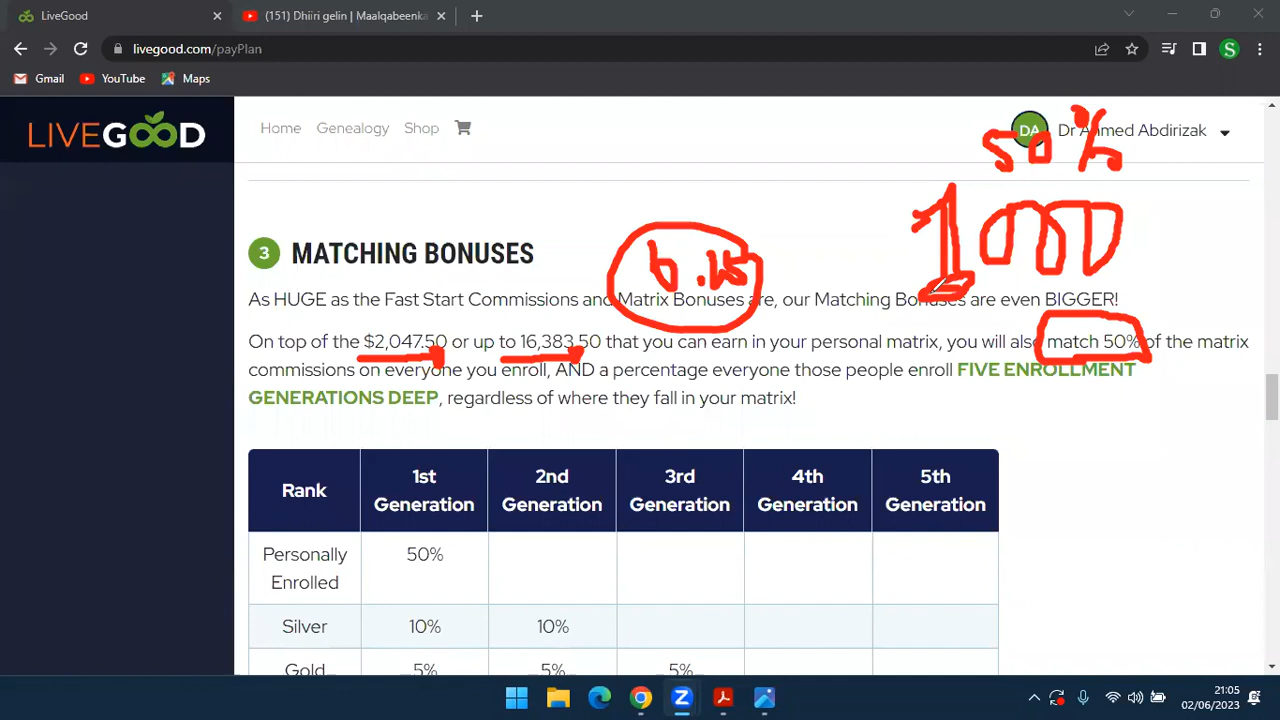 LiveGood
(151) Dhiiri gelin | Maalqabeenka
livegood.com/payPlan
S
Gmail
YouTube
Maps
LIVEGOOD
Home
Genealogy
Shop
DA
Dr Ahmed Abdirizak
50%
1000
3 MATCHING BONUSES
As HUGE as the Fast Start Commissions and Matrix Bonuses are, our Matching Bonuses are even BIGGER!
On top of the $2,047.50 or up to 16,383.50 that you can earn in your personal matrix, you will also match 50% of the matrix
commissions on everyone you enroll, AND a percentage everyone those people enroll FIVE ENROLLMENT
GENERATIONS DEEP, regardless of where they fall in your matrix!
Rank
1st Generation
2nd Generation
3rd Generation
4th Generation
5th Generation
Personally Enrolled
50%
Silver
10%
10%
Gold
5%
5%
5%
21:05
02/06/2023